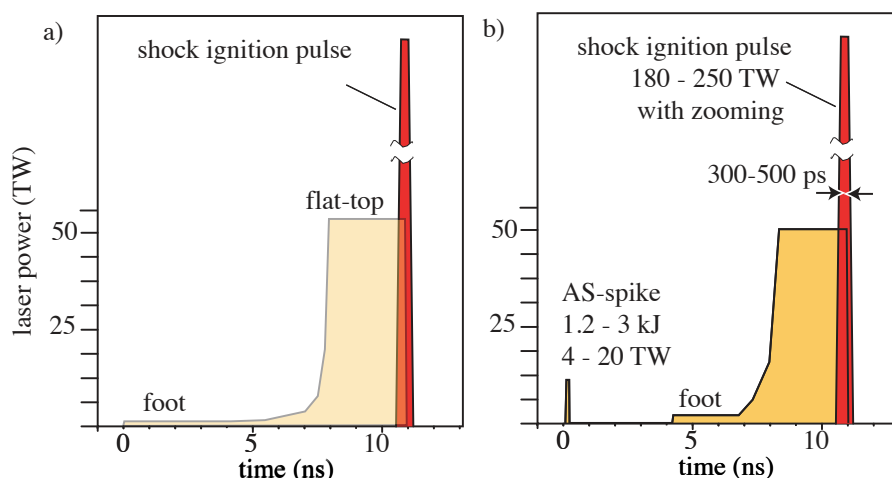 a)
shock ignition pulse
flat-top
foot
50
25
laser power (TW)
0
5
10
time (ns)
b)
shock ignition pulse
180 - 250 TW
with zooming
300-500 ps
AS-spike
1.2 - 3 kJ
4 - 20 TW
foot
50
25
0
5
10
time (ns)